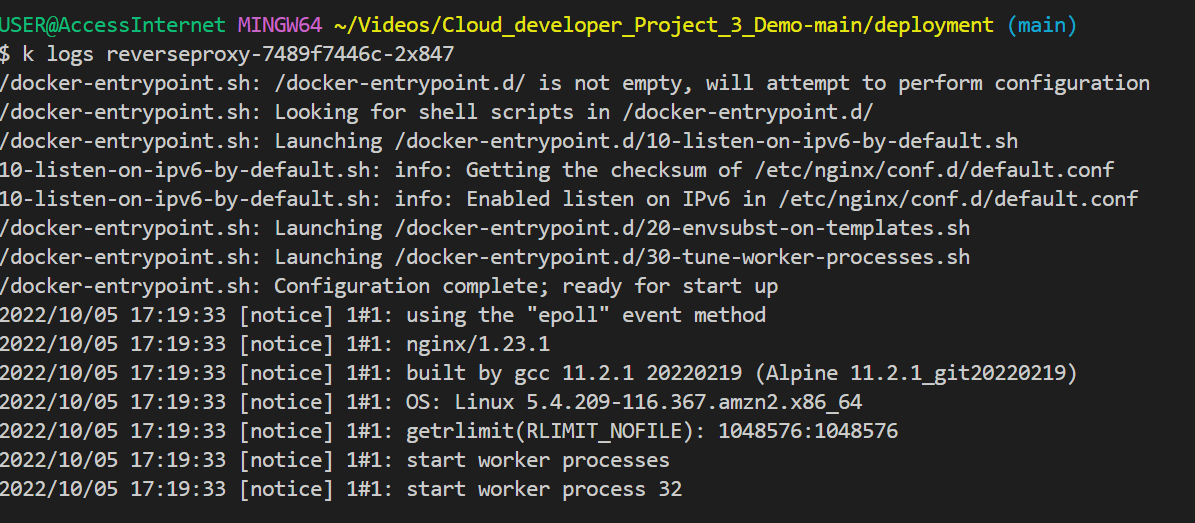 USER@AccessInternet MINGW64 ~/Videos/Cloud_developer_Project_3_Demo-main/deployment (main)
$ k logs reverseproxy-7489f7446c-2x847
/docker-entrypoint.sh: /docker-entrypoint.d/ is not empty, will attempt to perform configuration
/docker-entrypoint.sh: Looking for shell scripts in /docker-entrypoint.d/
/docker-entrypoint.sh: Launching /docker-entrypoint.d/10-listen-on-ipv6-by-default.sh
10-listen-on-ipv6-by-default.sh: info: Getting the checksum of /etc/nginx/conf.d/default.conf
10-listen-on-ipv6-by-default.sh: info: Enabled listen on IPv6 in /etc/nginx/conf.d/default.conf
/docker-entrypoint.sh: Launching /docker-entrypoint.d/20-envsubst-on-templates.sh
/docker-entrypoint.sh: Launching /docker-entrypoint.d/30-tune-worker-processes.sh
/docker-entrypoint.sh: Configuration complete; ready for start up
2022/10/05 17:19:33 [notice] 1#1: using the "epoll" event method
2022/10/05 17:19:33 [notice] 1#1: nginx/1.23.1
2022/10/05 17:19:33 [notice] 1#1: built by gcc 11.2.1 20220219 (Alpine 11.2.1_git20220219)
2022/10/05 17:19:33 [notice] 1#1: OS: Linux 5.4.209-116.367.amzn2.x86_64
2022/10/05 17:19:33 [notice] 1#1: getrlimit(RLIMIT_NOFILE): 1048576:1048576
2022/10/05 17:19:33 [notice] 1#1: start worker processes
2022/10/05 17:19:33 [notice] 1#1: start worker process 32